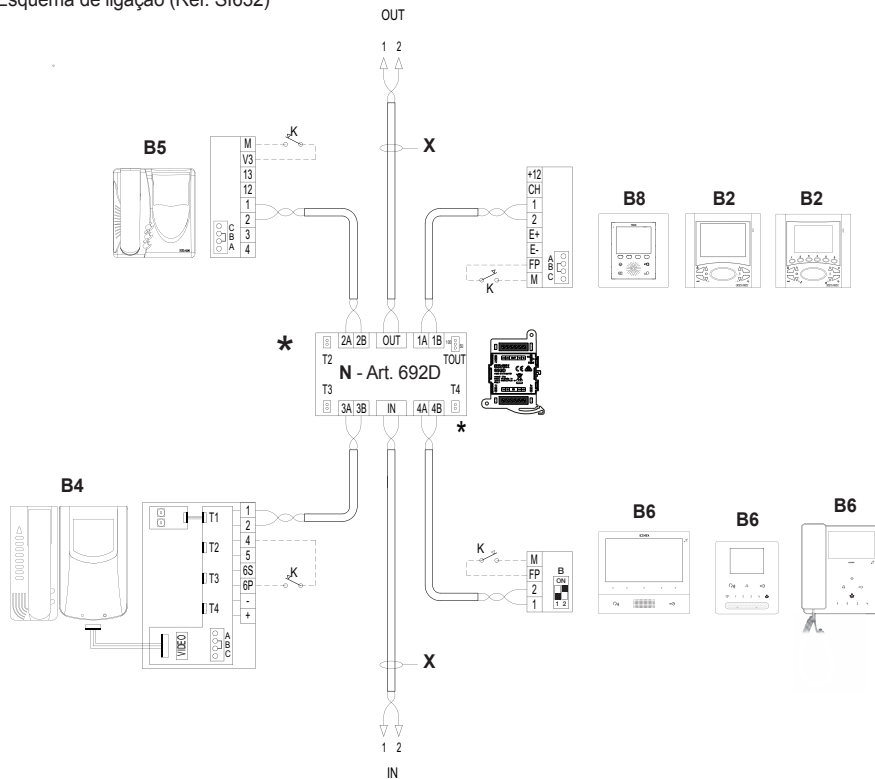 Esquema de ligação (Ref. SI652)
OUT
1 2
X
B5
M
V3
13
12
1
2
3
4
C
B
A
K
+12
CH
1
2
E+
E-
FP
M
A
B
C
K
B8
B2
B2
*
2A 2B OUT 1A 1B
T2 TOUT
N - Art. 692D
T3 T4
3A 3B IN 4A 4B
*
B4
T1
T2
T3
T4
VIDEO
A
B
C
1
2
4
5
6S
6P
-
+
K
K
M
FP
2
1
B
ON
1 2
B6
B6
B6
X
1 2
IN